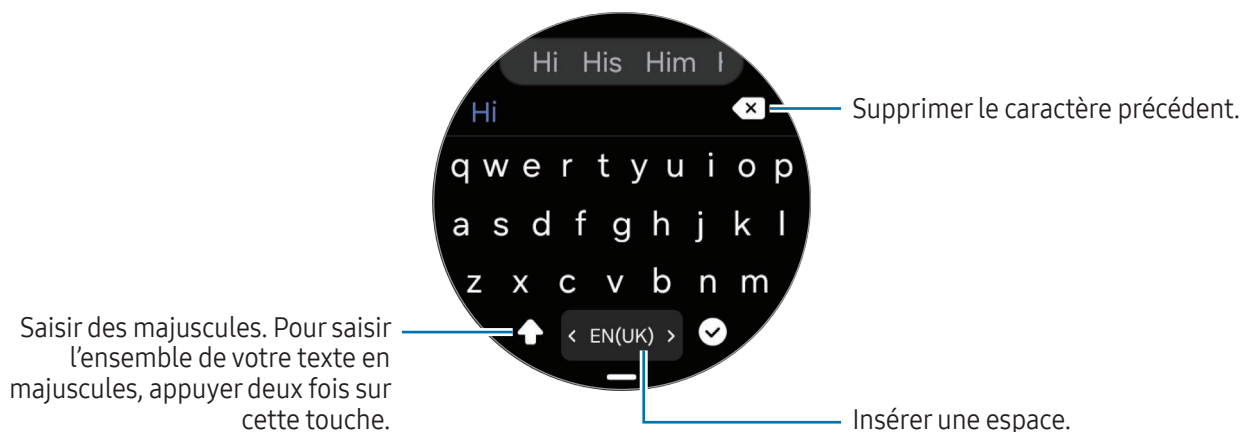 Hi His Him
Hi
Supprimer le caractère précédent.
q w e r t y u i o p
a s d f g h j k l
z x c v b n m
Saisir des majuscules. Pour saisir
l'ensemble de votre texte en
majuscules, appuyer deux fois sur
cette touche.
< EN(UK) >
Insérer une espace.